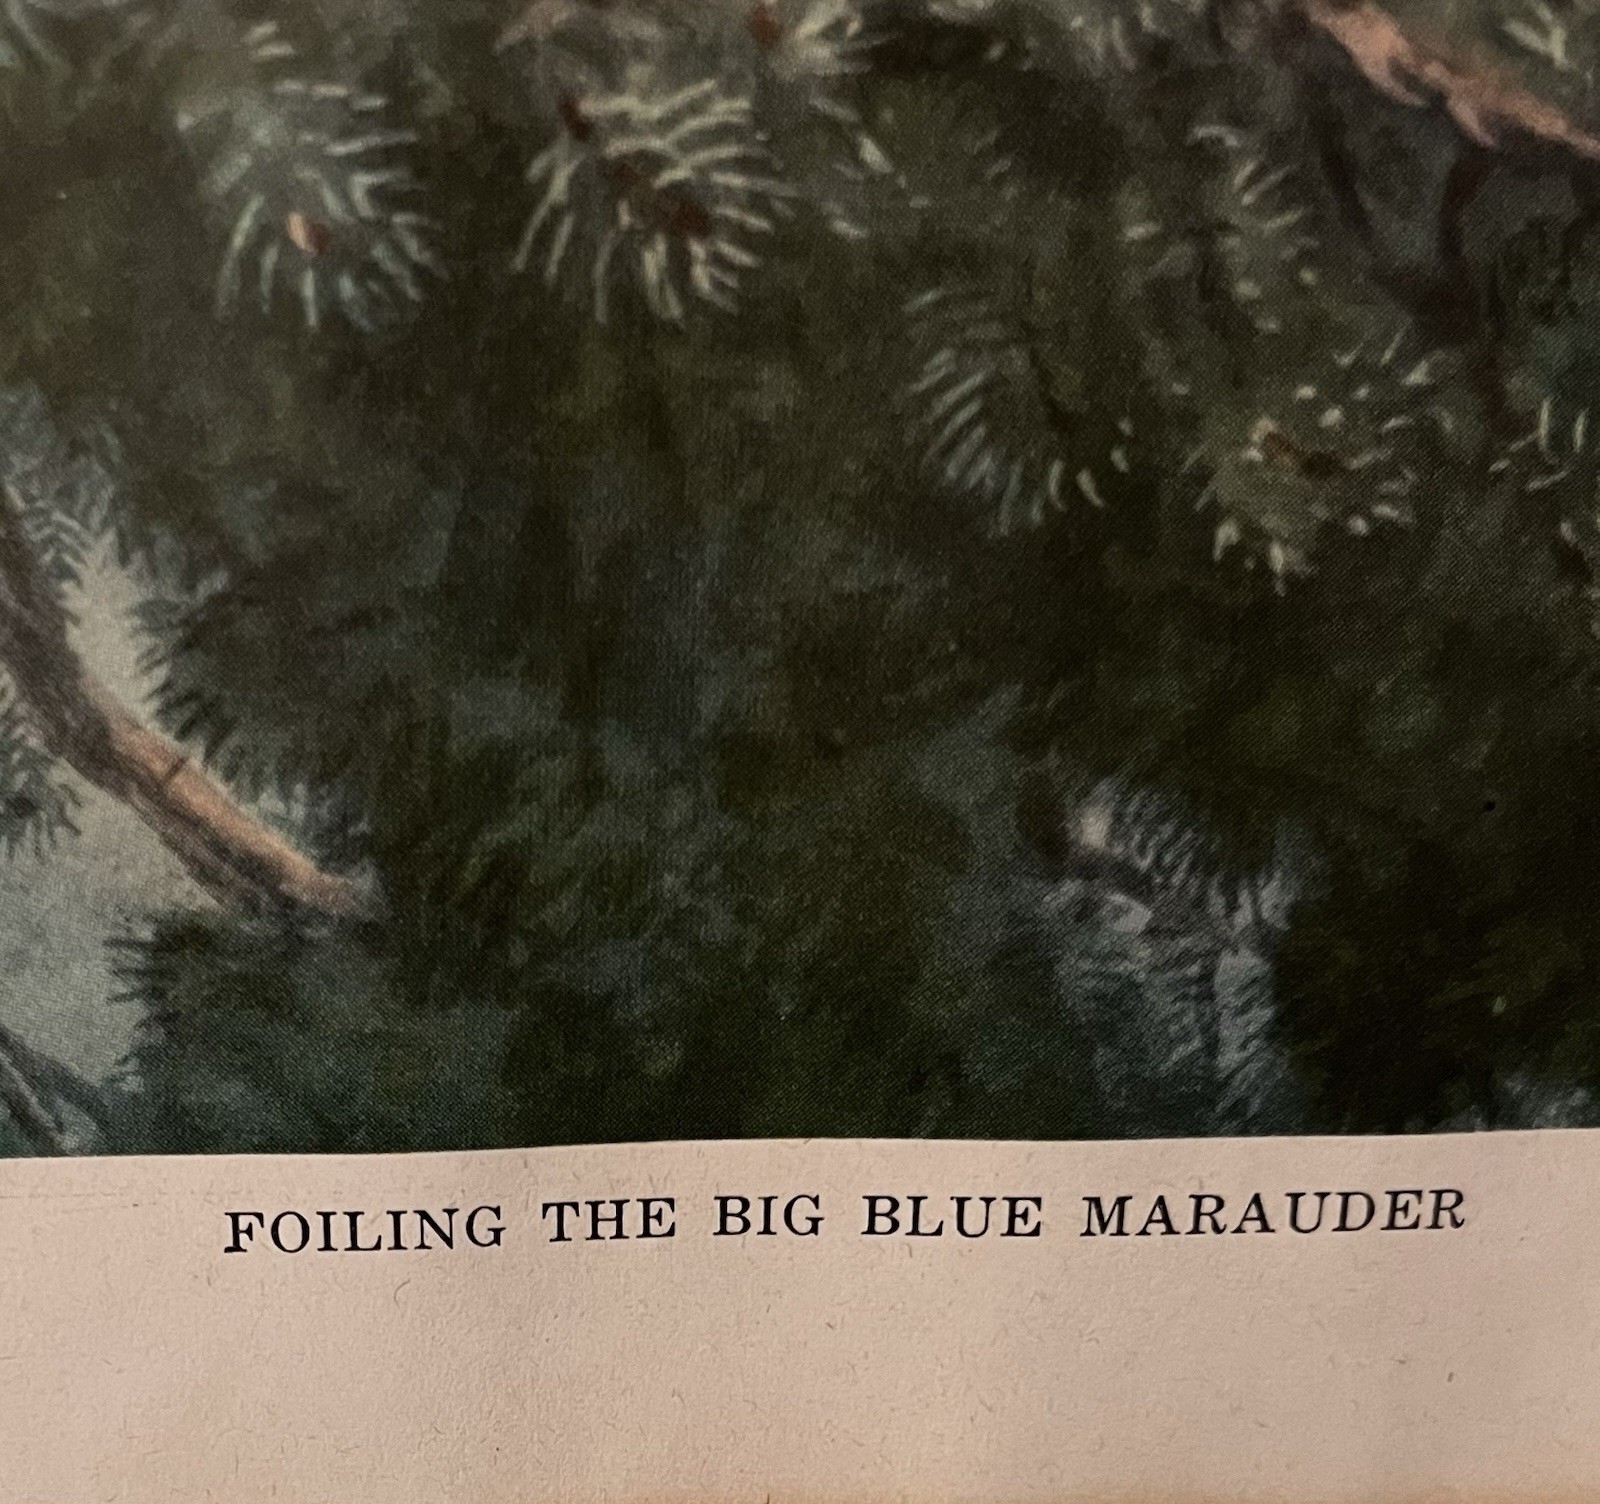 FOILING THE BIG BLUE MARAUDER